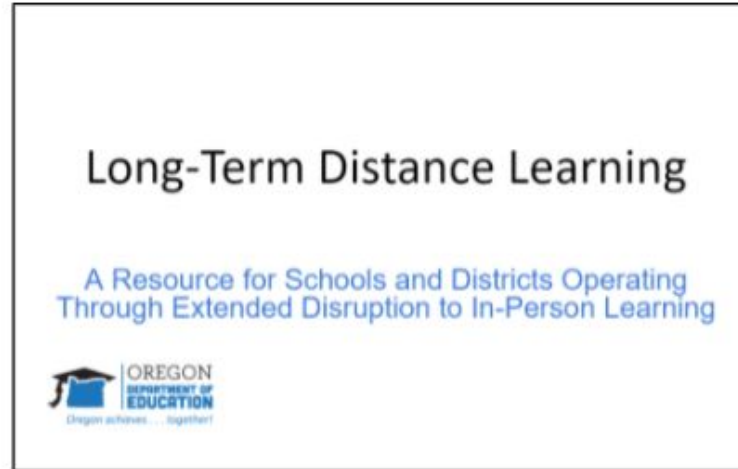 Long-Term Distance Learning
A Resource for Schools and Districts Operating
Through Extended Disruption to In-Person Learning
OREGON
DEPARTMENT OF
EDUCATION
Oregon achieves . . . together!